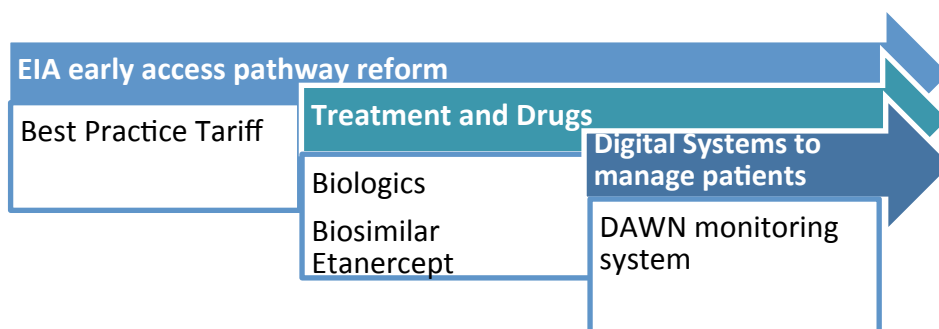 EIA early access pathway reform
Best Practice Tariff
Treatment and Drugs
Biologics
Biosimilar
Etanercept
Digital Systems to
manage patients
DAWN monitoring
system